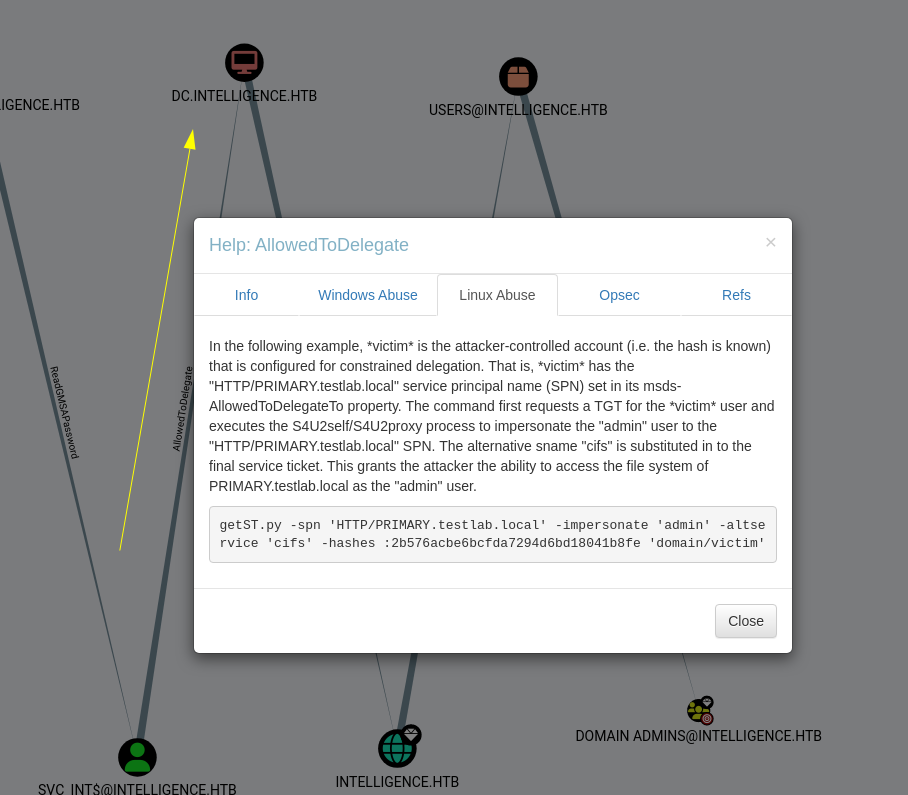 DC.INTELLIGENCE.HTB
IGENCE.HTB
USERS@INTELLIGENCE.HTB
Help: AllowedToDelegate
×
Info
Windows Abuse
Linux Abuse
Opsec
Refs
In the following example, *victim* is the attacker-controlled account (i.e. the hash is known)
that is configured for constrained delegation. That is, *victim* has the
"HTTP/PRIMARY.testlab.local" service principal name (SPN) set in its msds-
AllowedToDelegateTo property. The command first requests a TGT for the *victim* user and
executes the S4U2self/S4U2proxy process to impersonate the "admin" user to the
"HTTP/PRIMARY.testlab.local" SPN. The alternative sname "cifs" is substituted in to the
final service ticket. This grants the attacker the ability to access the file system of
PRIMARY.testlab.local as the "admin" user.
getST.py -spn 'HTTP/PRIMARY.testlab.local' -impersonate 'admin' -altse
rvice 'cifs' -hashes :2b576acbe6bcfda7294d6bd18041b8fe 'domain/victim'
Close
ReadGMSAPassword
AllowedToDelegate
DOMAIN ADMINS@INTELLIGENCE.HTB
INTELLIGENCE.HTB
SVC_INT$@INTELLIGENCE.HTB